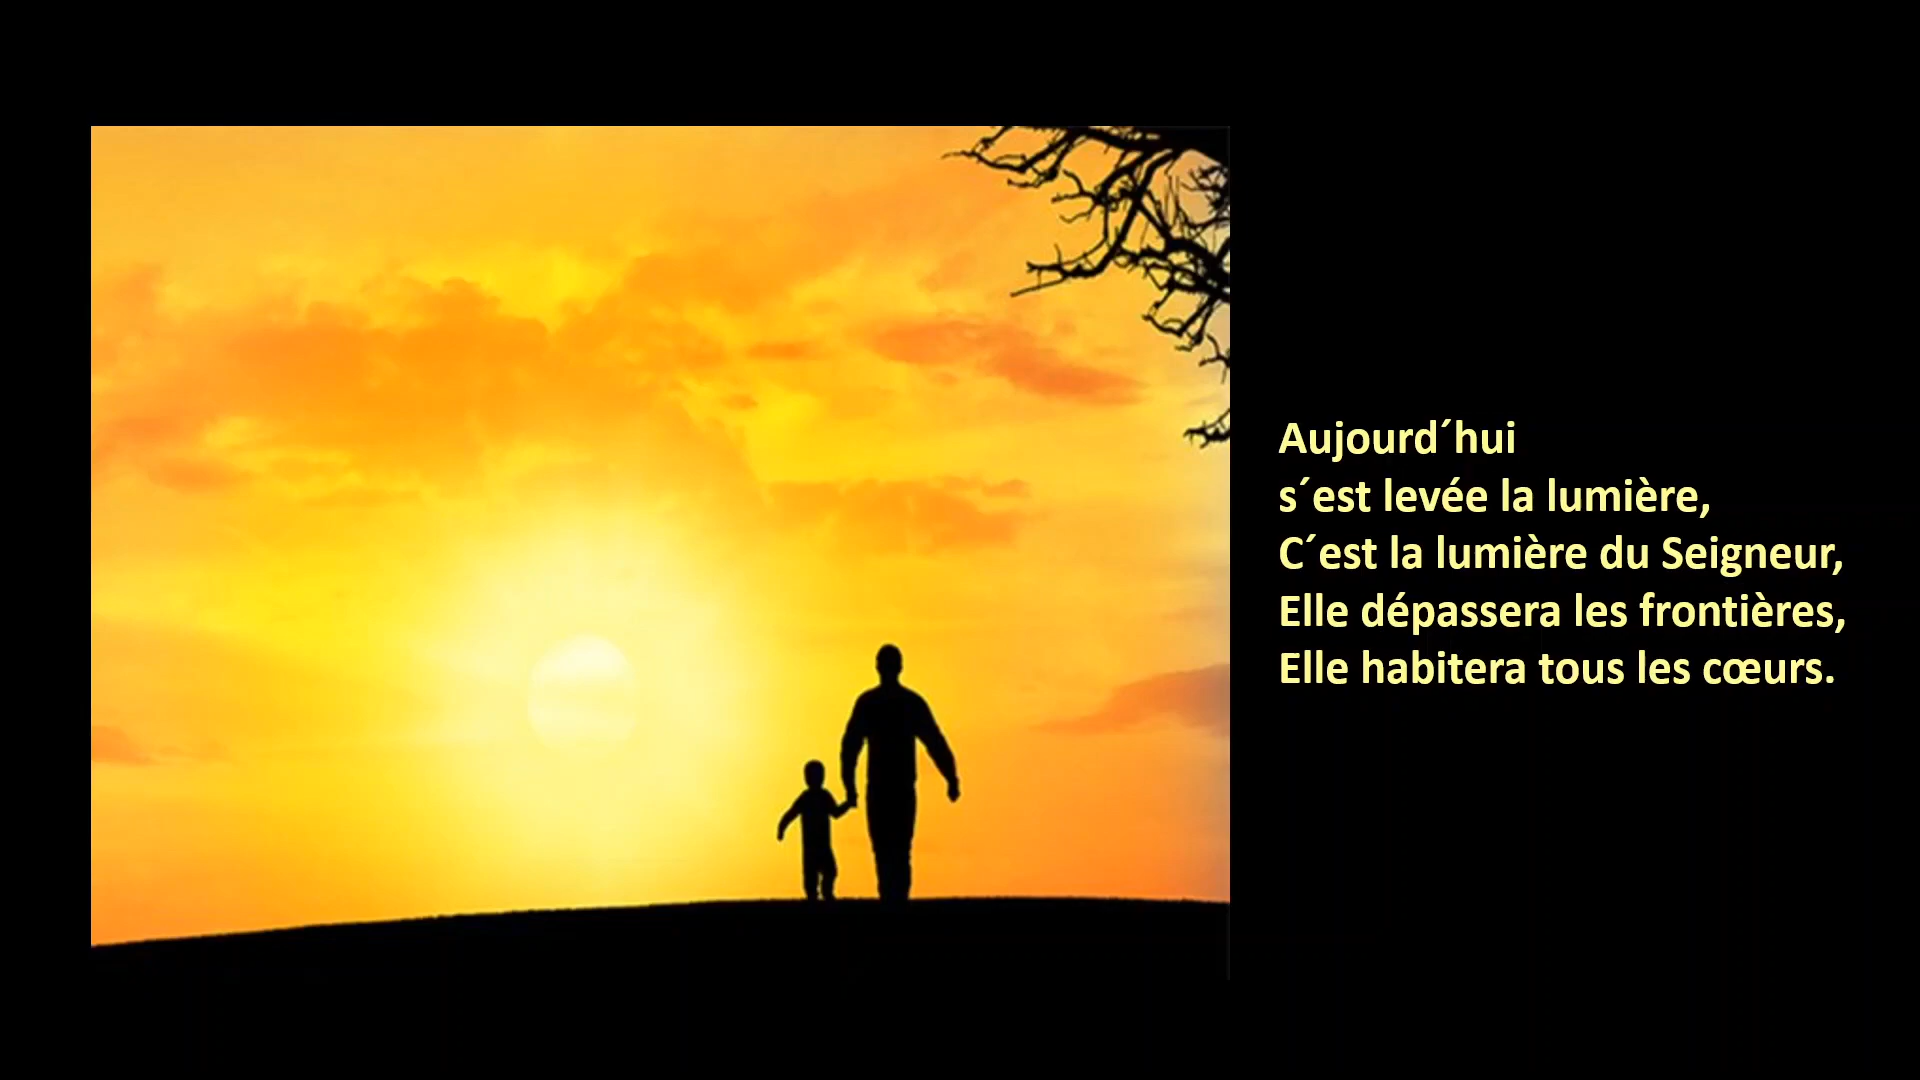 Aujourd´hui
s´est levée la lumière,
C´est la lumière du Seigneur,
Elle dépassera les frontières,
Elle habitera tous les cœurs.